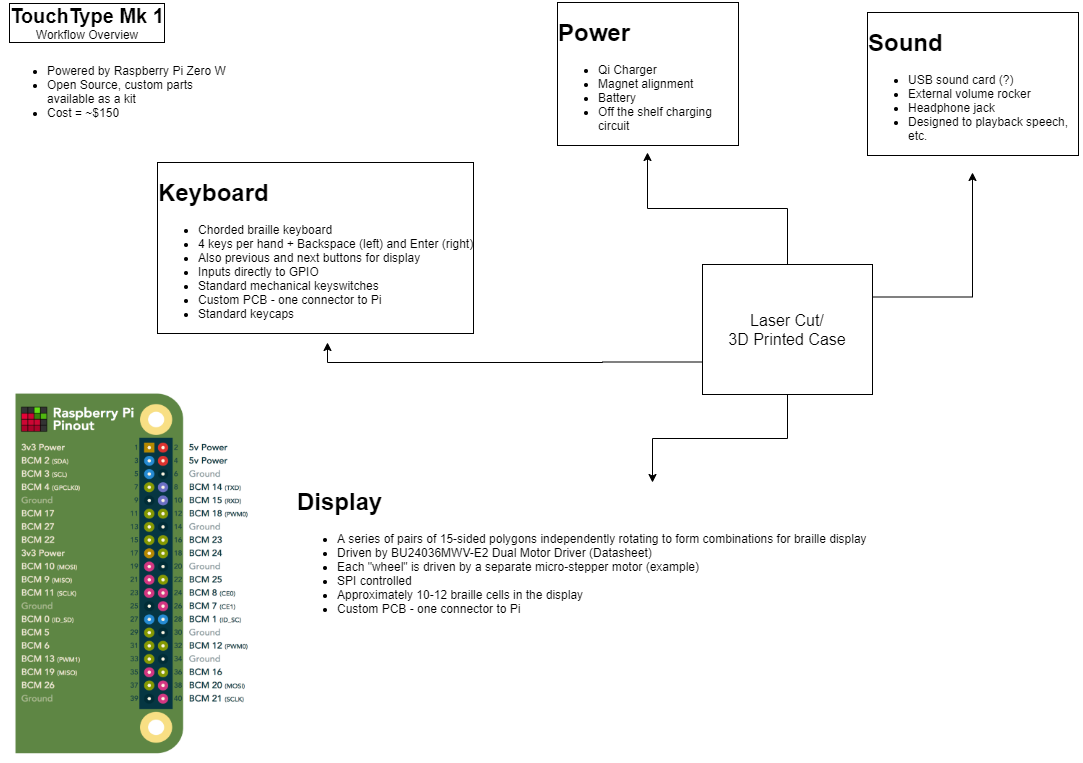 TouchType Mk 1
Workflow Overview
Powered by Raspberry Pi Zero W
Open Source, custom parts
available as a kit
Cost = ~$150
Power
Qi Charger
Magnet alignment
Battery
Off the shelf charging
circuit
Sound
USB sound card (?)
External volume rocker
Headphone jack
Designed to playback speech,
etc.
Keyboard
Chorded braille keyboard
4 keys per hand + Backspace (left) and Enter (right)
Also previous and next buttons for display
Inputs directly to GPIO
Standard mechanical keyswitches
Custom PCB - one connector to Pi
Standard keycaps
Laser Cut/
3D Printed Case
Raspberry Pi
Pinout
3v3 Power 1 2 5v Power
BCM 2 (SDA) 3 4 5v Power
BCM 3 (SCL) 5 6 Ground
BCM 4 (GPCLK0) 7 8 BCM 14 (TXD)
Ground 9 10 BCM 15 (RXD)
BCM 17 11 12 BCM 18 (PWM0)
BCM 27 13 14 Ground
BCM 22 15 16 BCM 23
3v3 Power 17 18 BCM 24
BCM 10 (MOSI) 19 20 Ground
BCM 9 (MISO) 21 22 BCM 25
BCM 11 (SCLK) 23 24 BCM 8 (CE0)
Ground 25 26 BCM 7 (CE1)
BCM 0 (ID_SD) 27 28 BCM 1 (ID_SC)
BCM 5 29 30 Ground
BCM 6 31 32 BCM 12 (PWM0)
BCM 13 (PWM1) 33 34 Ground
BCM 19 (MISO) 35 36 BCM 16
BCM 26 37 38 BCM 20 (MOSI)
Ground 39 40 BCM 21 (SCLK)
Display
A series of pairs of 15-sided polygons independently rotating to form combinations for braille display
Driven by BU24036MWV-E2 Dual Motor Driver (Datasheet)
Each "wheel" is driven by a separate micro-stepper motor (example)
SPI controlled
Approximately 10-12 braille cells in the display
Custom PCB - one connector to Pi